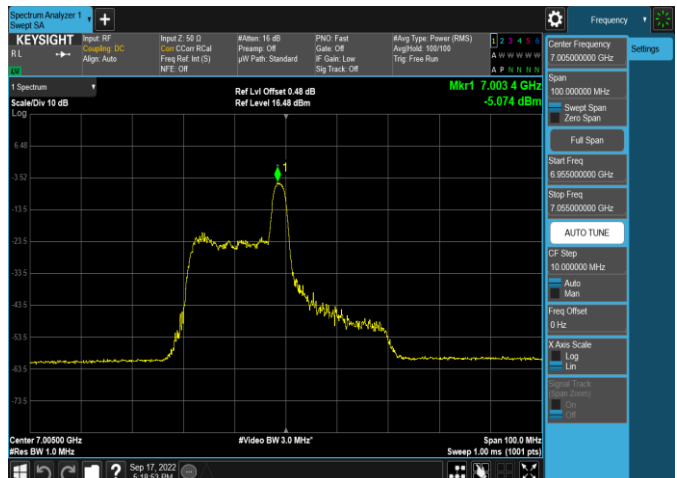 Spectrum Analyzer 1
Swept SA
Frequency
KEYSIGHT
RL
LW
Input: RF
Coupling: DC
Align: Auto
Input Z: 50 Ω
Corr CCorr RCal
Freq Ref: Int (S)
NFE: Off
#Atten: 16 dB
Preamp: Off
µW Path: Standard
PNO: Fast
Gate: Off
IF Gain: Low
Sig Track: Off
#Avg Type: Power (RMS)
Avg|Hold: 100/100
Trig: Free Run
1 2 3 4 5 6
A W W W W W
A P N N N N
1 Spectrum
Scale/Div 10 dB
Log
Ref Lvl Offset 0.48 dB
Ref Level 16.48 dBm
Mkr1 7.003 4 GHz
-5.074 dBm
6.48
-3.52
-13.5
-23.5
-33.5
-43.5
-53.5
-63.5
-73.5
1
Center 7.00500 GHz
#Res BW 1.0 MHz
#Video BW 3.0 MHz*
Span 100.0 MHz
Sweep 1.00 ms (1001 pts)
Center Frequency
7.005000000 GHz
Span
100.000000 MHz
Swept Span
Zero Span
Full Span
Start Freq
6.955000000 GHz
Stop Freq
7.055000000 GHz
AUTO TUNE
CF Step
10.000000 MHz
Auto
Man
Freq Offset
0 Hz
X Axis Scale
Log
Lin
Signal Track
(Span Zoom)
On
Off
Settings
Sep 17, 2022
5:18:53 PM